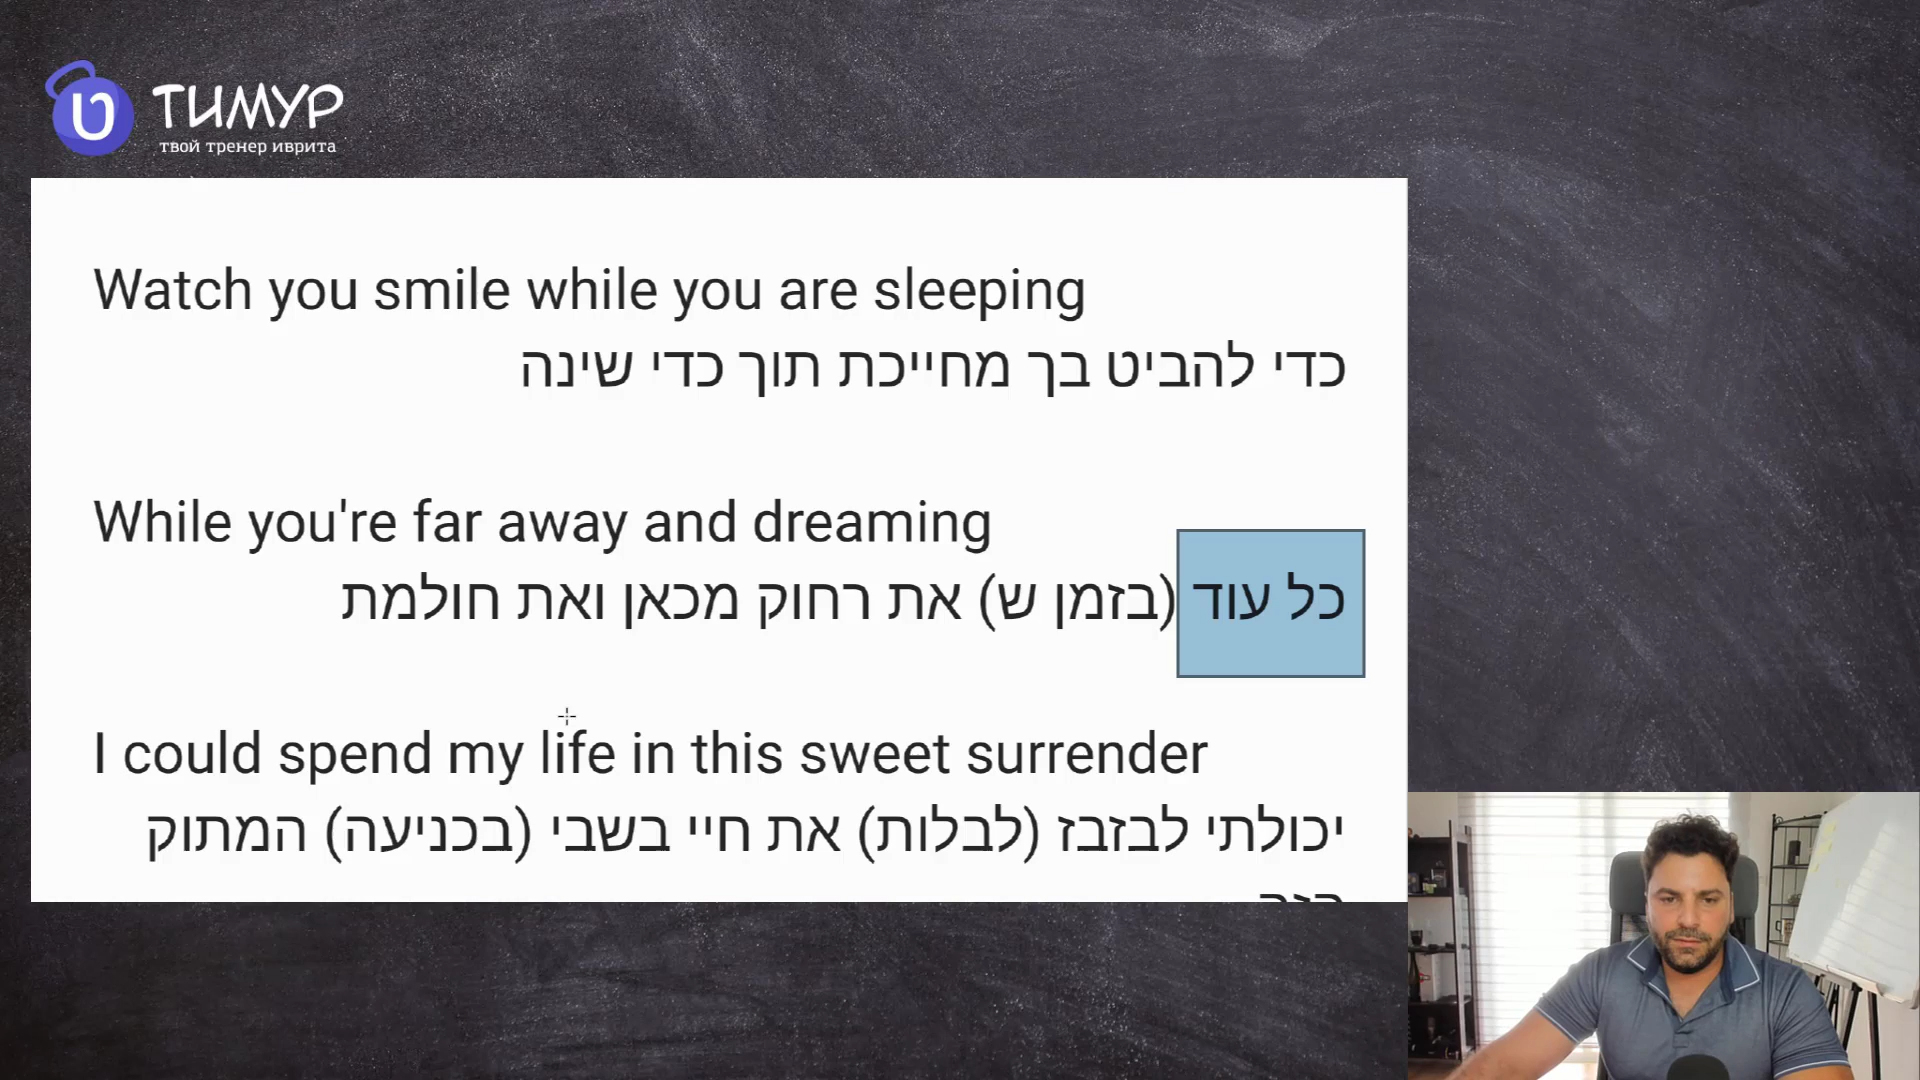 ТИМУР
твой тренер иврита
Watch you smile while you are sleeping
כדי להביט בך מחייכת תוך כדי שינה
While you're far away and dreaming
כל עוד (בזמן ש) את רחוק מכאן ואת חולמת
I could spend my life in this sweet surrender
יכולתי לבזבז (לבלות) את חיי בשבי (בכניעה) המתוק